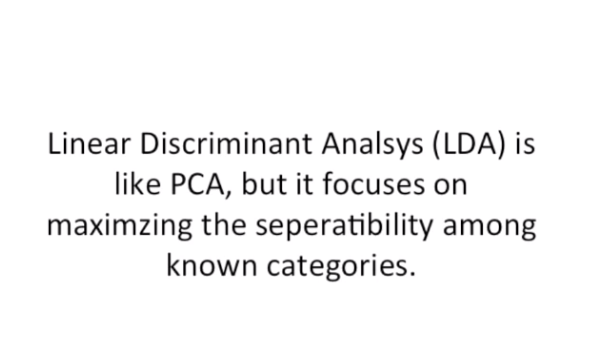 Linear Discriminant Analsys (LDA) is
like PCA, but it focuses on
maximzing the seperatibility among
known categories.